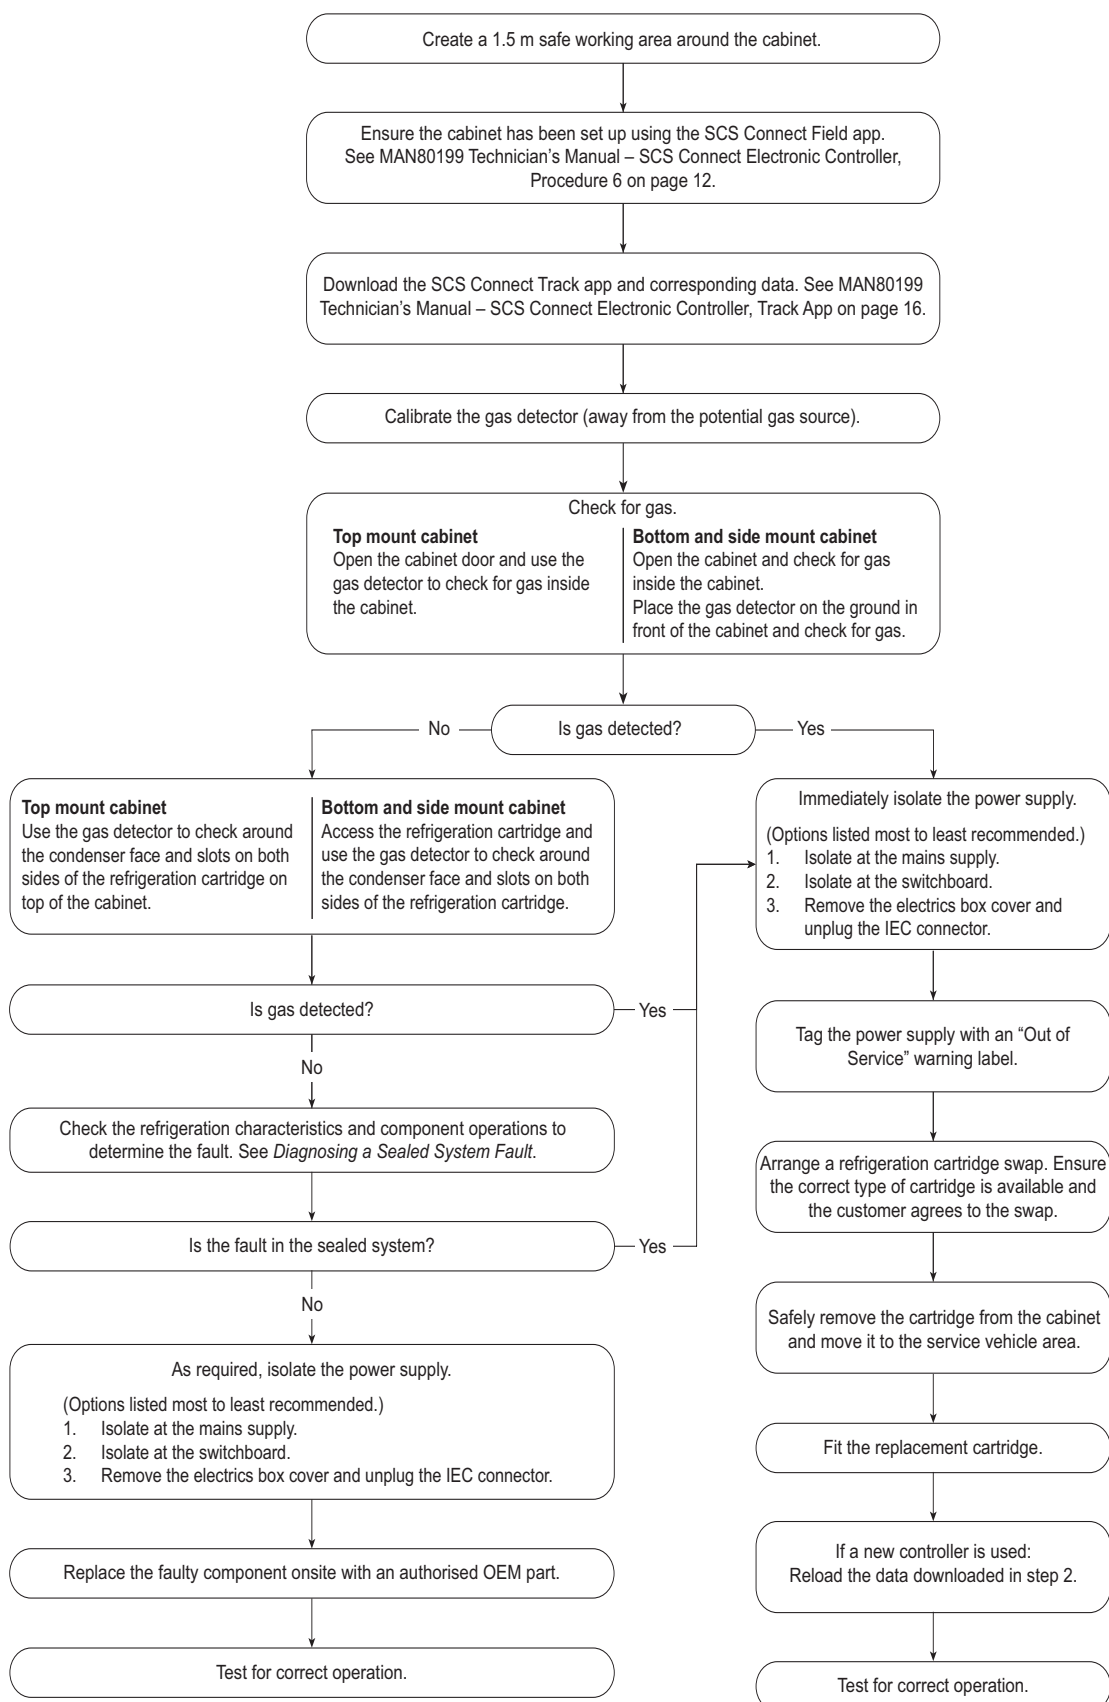 Create a 1.5 m safe working area around the cabinet.
Ensure the cabinet has been set up using the SCS Connect Field app.
See MAN80199 Technician’s Manual – SCS Connect Electronic Controller,
Procedure 6 on page 12.
Download the SCS Connect Track app and corresponding data. See MAN80199
Technician’s Manual – SCS Connect Electronic Controller, Track App on page 16.
Calibrate the gas detector (away from the potential gas source).
Check for gas.
Top mount cabinet
Open the cabinet door and use the
gas detector to check for gas inside
the cabinet.
Bottom and side mount cabinet
Open the cabinet and check for gas
inside the cabinet.
Place the gas detector on the ground in
front of the cabinet and check for gas.
Is gas detected?
No
Yes
Top mount cabinet
Use the gas detector to check around
the condenser face and slots on both
sides of the refrigeration cartridge on
top of the cabinet.
Bottom and side mount cabinet
Access the refrigeration cartridge and
use the gas detector to check around
the condenser face and slots on both
sides of the refrigeration cartridge.
Is gas detected?
Yes
No
Check the refrigeration characteristics and component operations to
determine the fault. See Diagnosing a Sealed System Fault.
Is the fault in the sealed system?
Yes
No
As required, isolate the power supply.
(Options listed most to least recommended.)
1. Isolate at the mains supply.
2. Isolate at the switchboard.
3. Remove the electrics box cover and unplug the IEC connector.
Replace the faulty component onsite with an authorised OEM part.
Test for correct operation.
Immediately isolate the power supply.
(Options listed most to least recommended.)
1. Isolate at the mains supply.
2. Isolate at the switchboard.
3. Remove the electrics box cover and
unplug the IEC connector.
Tag the power supply with an “Out of
Service” warning label.
Arrange a refrigeration cartridge swap. Ensure
the correct type of cartridge is available and
the customer agrees to the swap.
Safely remove the cartridge from the cabinet
and move it to the service vehicle area.
Fit the replacement cartridge.
If a new controller is used:
Reload the data downloaded in step 2.
Test for correct operation.